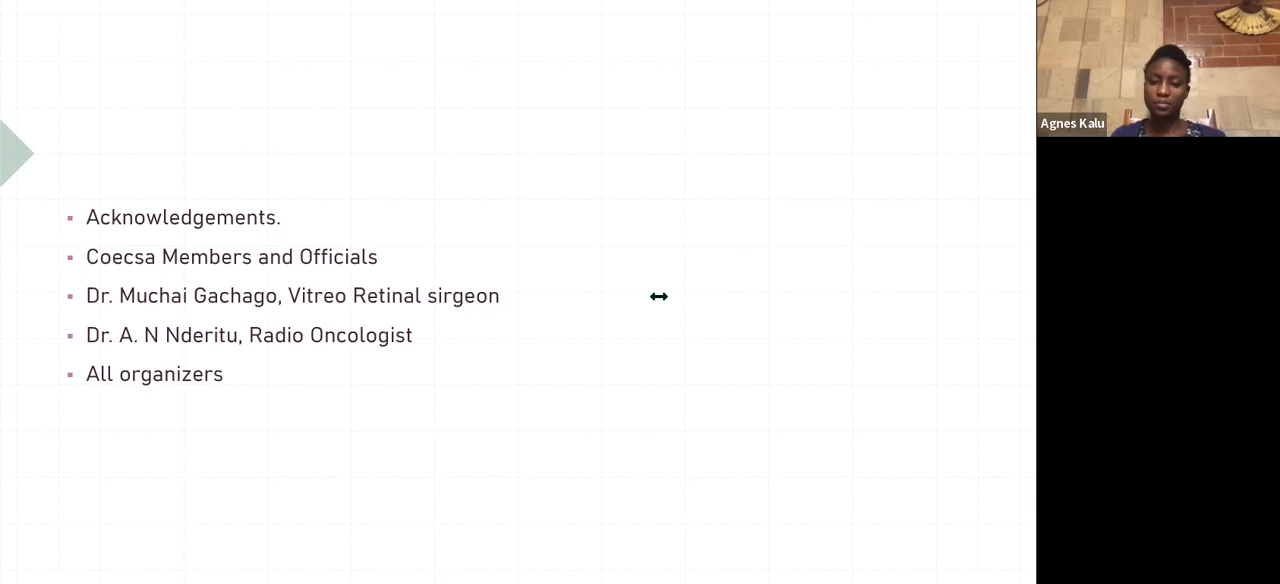 Acknowledgements.
Coecsa Members and Officials
Dr. Muchai Gachago, Vitreo Retinal sirgeon
Dr. A. N Nderitu, Radio Oncologist
All organizers
Agnes Kalu